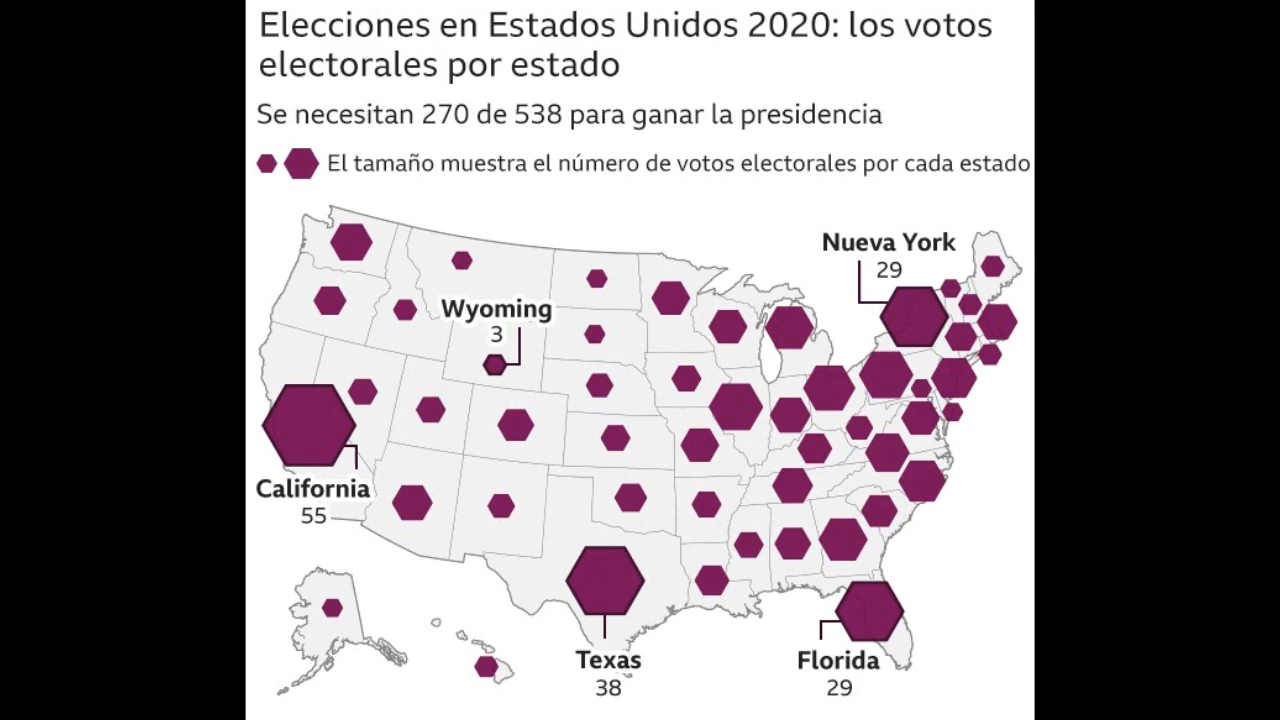 Elecciones en Estados Unidos 2020: los votos
electorales por estado
Se necesitan 270 de 538 para ganar la presidencia
El tamaño muestra el número de votos electorales por cada estado
Nueva York
29
Wyoming
3
California
55
Texas
38
Florida
29